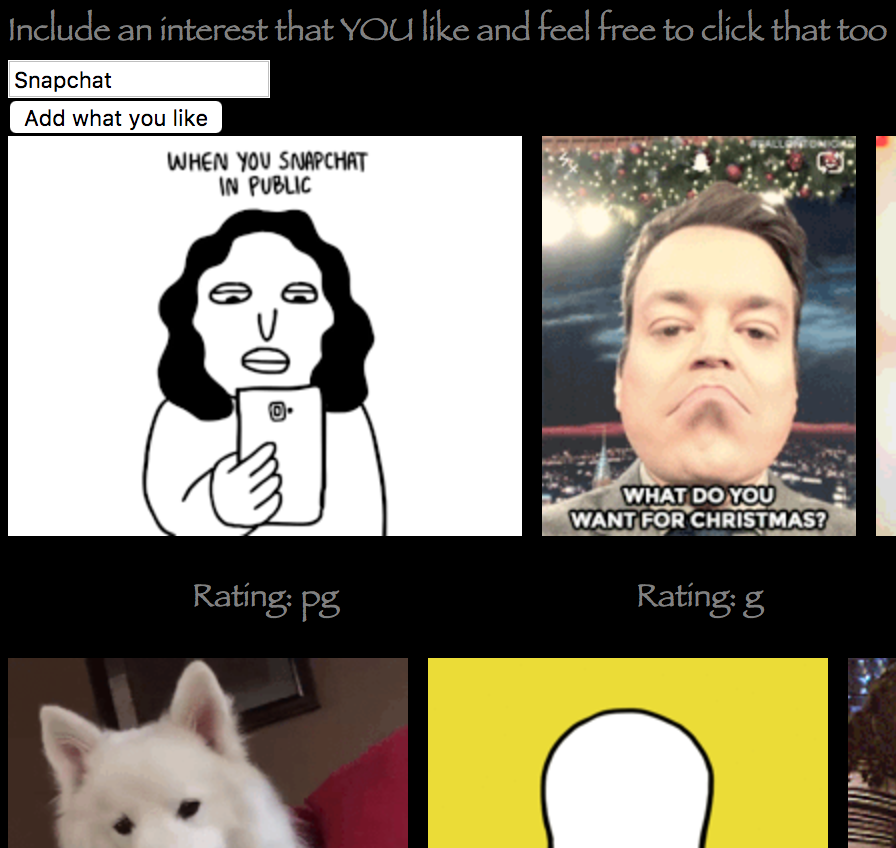 Include an interest that YOU like and feel free to click that too
Snapchat
Add what you like
WHEN YOU SNAPCHAT
IN PUBLIC
#FALLONTONIGHT
WHAT DO YOU
WANT FOR CHRISTMAS?
Rating: pg
Rating: g